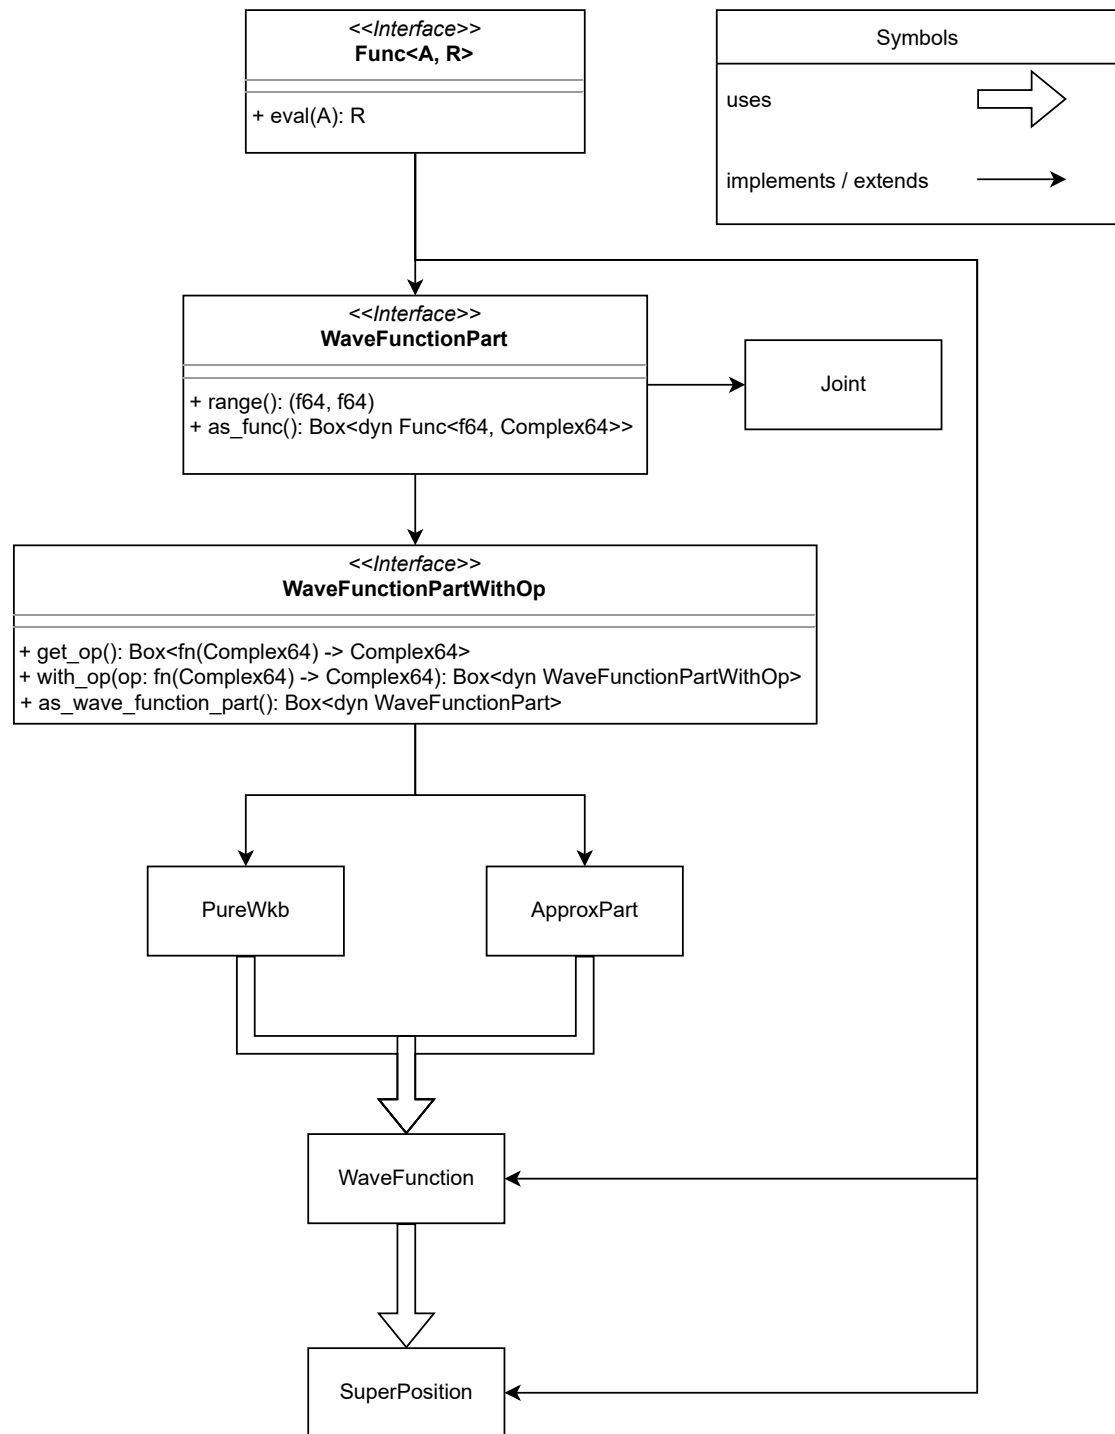 <<Interface>>
Func<A, R>
+ eval(A): R
Symbols
uses
implements / extends
<<Interface>>
WaveFunctionPart
+ range(): (f64, f64)
+ as_func(): Box<dyn Func<f64, Complex64>>
Joint
<<Interface>>
WaveFunctionPartWithOp
+ get_op(): Box<fn(Complex64) -> Complex64>
+ with_op(op: fn(Complex64) -> Complex64): Box<dyn WaveFunctionPartWithOp>
+ as_wave_function_part(): Box<dyn WaveFunctionPart>
PureWkb
ApproxPart
WaveFunction
SuperPosition